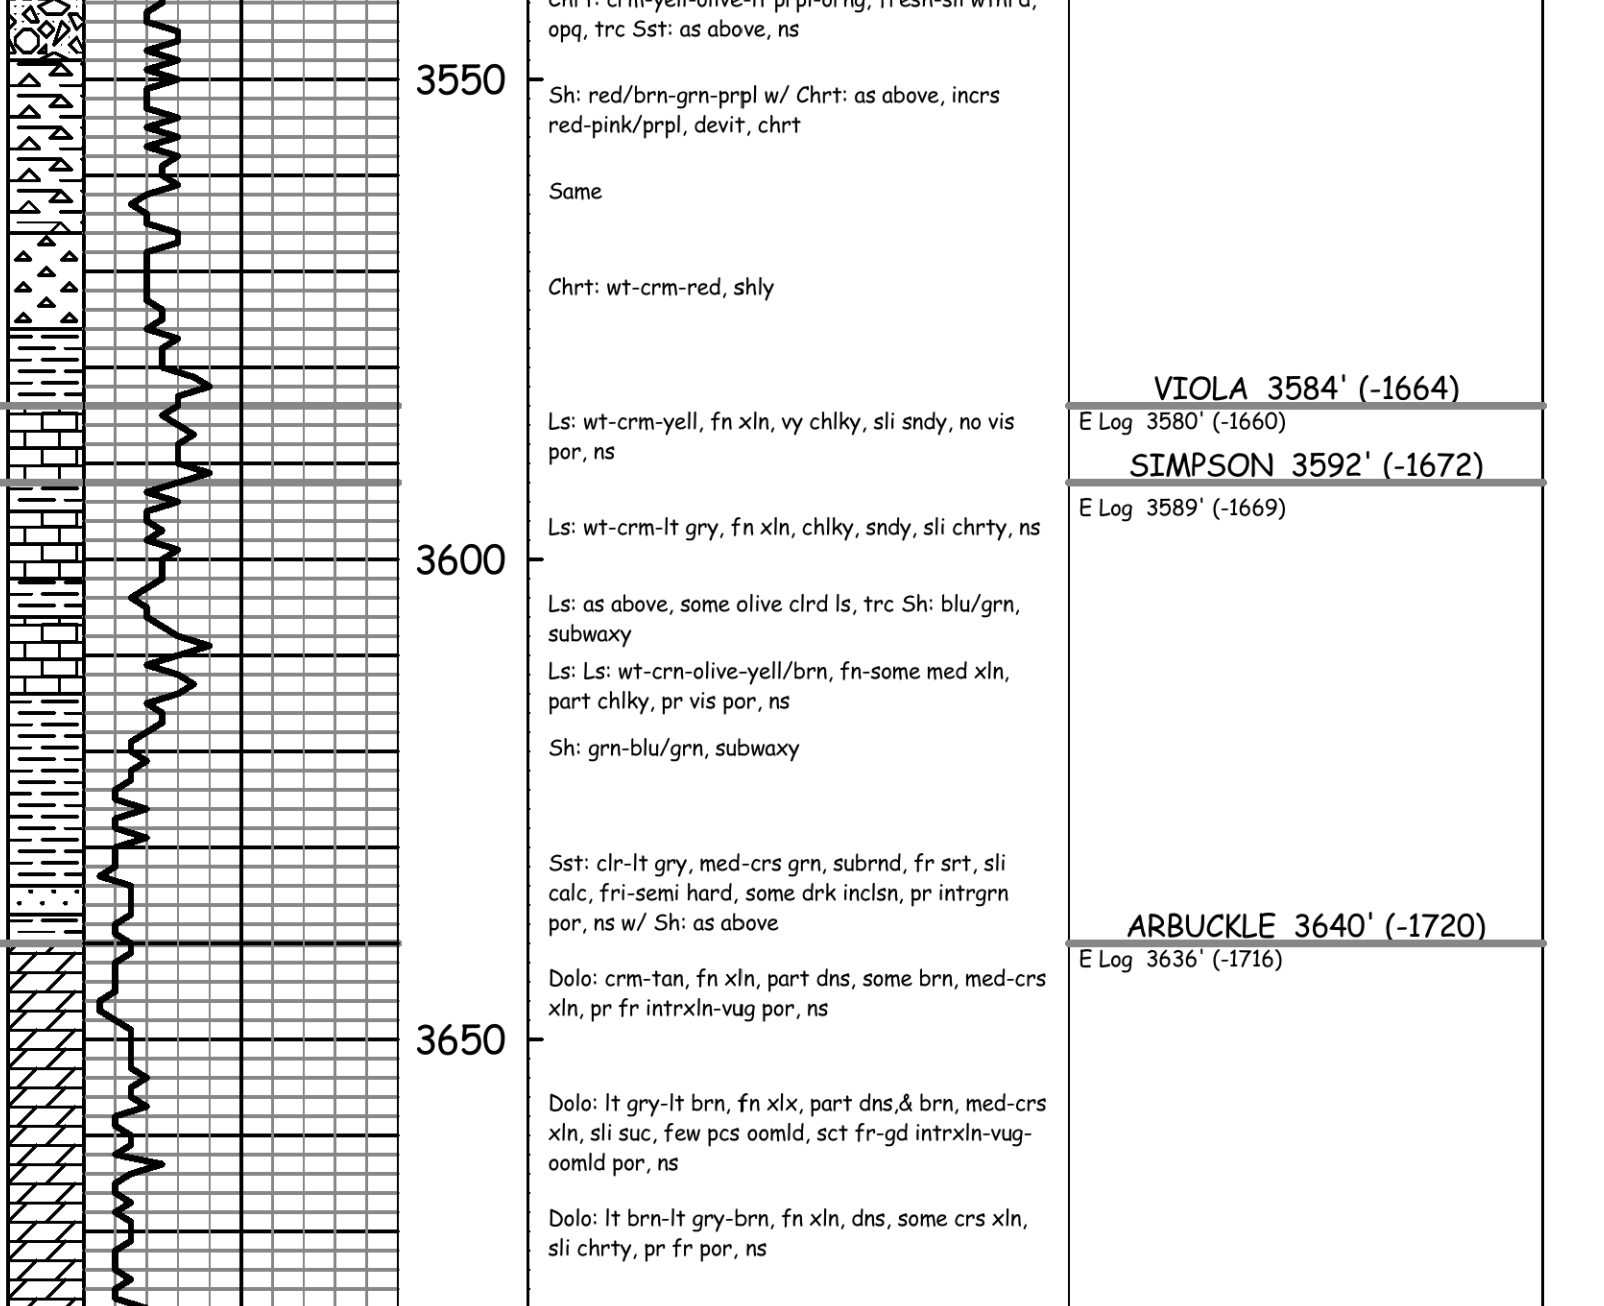 opq, trc Sst: as above, ns
3550
Sh: red/brn-grn-prpl w/ Chrt: as above, incrs
red-pink/prpl, devit, chrt
Same
Chrt: wt-crm-red, shly
VIOLA 3584' (-1664)
E Log 3580' (-1660)
Ls: wt-crm-yell, fn xln, vy chlky, sli sndy, no vis
por, ns
SIMPSON 3592' (-1672)
E Log 3589' (-1669)
Ls: wt-crm-lt gry, fn xln, chlky, sndy, sli chrty, ns
3600
Ls: as above, some olive clrd ls, trc Sh: blu/grn,
subwaxy
Ls: Ls: wt-crn-olive-yell/brn, fn-some med xln,
part chlky, pr vis por, ns
Sh: grn-blu/grn, subwaxy
Sst: clr-lt gry, med-crs grn, subrnd, fr srt, sli
calc, fri-semi hard, some drk inclsn, pr intrgrn
por, ns w/ Sh: as above
ARBUCKLE 3640' (-1720)
E Log 3636' (-1716)
Dolo: crm-tan, fn xln, part dns, some brn, med-crs
xln, pr fr intrxln-vug por, ns
3650
Dolo: lt gry-lt brn, fn xlx, part dns,& brn, med-crs
xln, sli suc, few pcs oomld, sct fr-gd intrxln-vug-
oomld por, ns
Dolo: lt brn-lt gry-brn, fn xln, dns, some crs xln,
sli chrty, pr fr por, ns